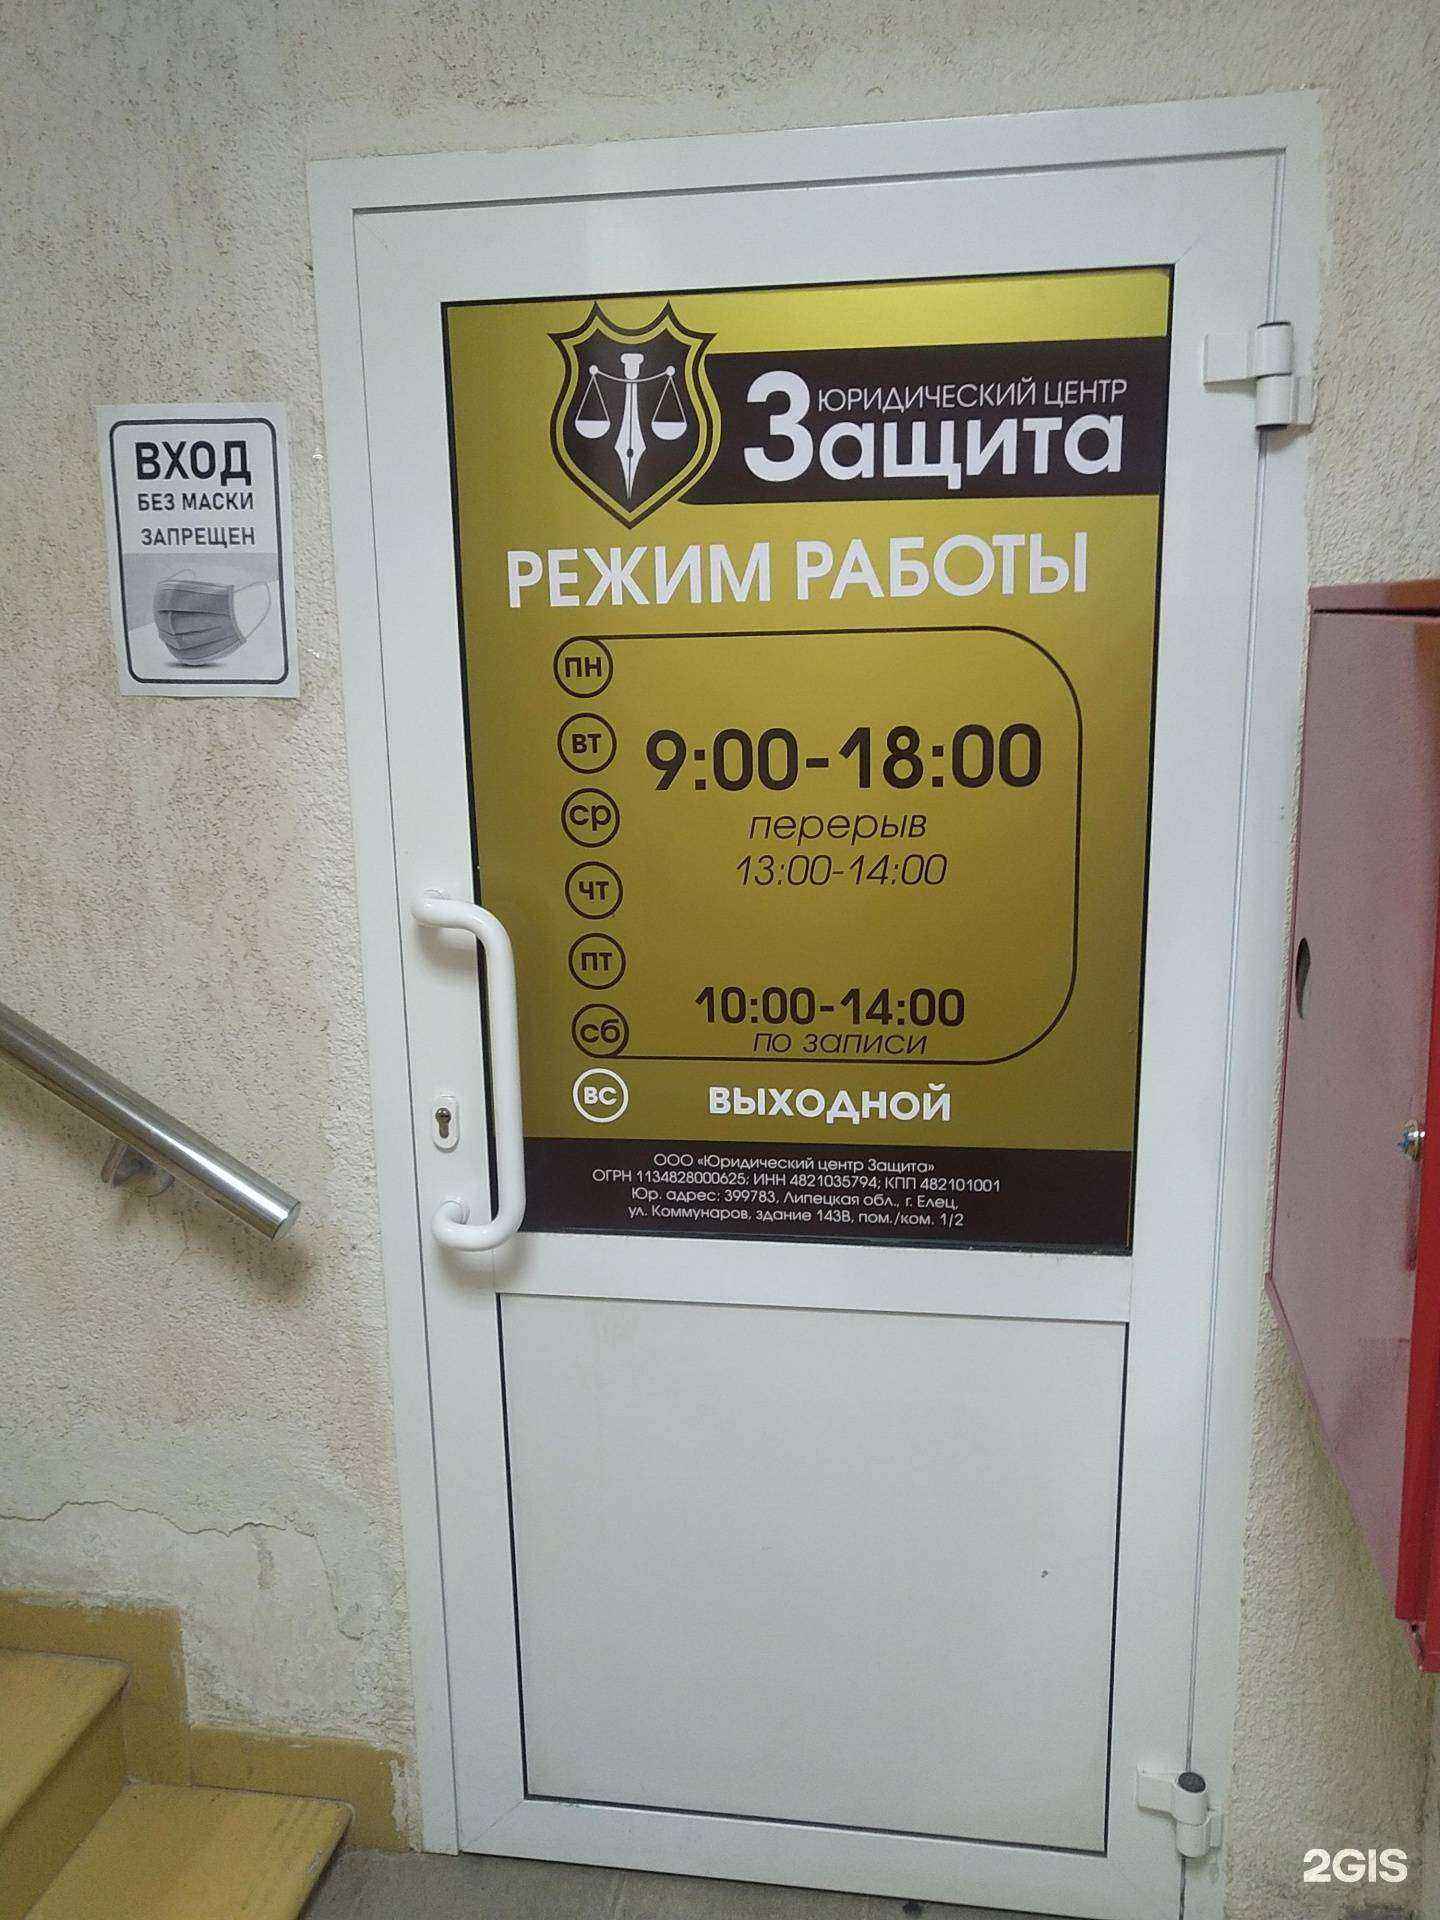 ВХОД
БЕЗ МАСКИ
ЗАПРЕЩЕН
ЮРИДИЧЕСКИЙ ЦЕНТР
Защита
РЕЖИМ РАБОТЫ
пн
вт
ср
чт
пт
сб
9:00-18:00
перерыв
13:00-14:00
10:00-14:00
по записи
вс выходной
ООО «Юридический центр Защита»
ОГРН 1134828000625; ИНН 4821035794; КПП 482101001
Юр. адрес: 399783, Липецкая обл., г. Елец,
ул. Коммунаров, здание 143В, пом./ком. 1/2
2GIS